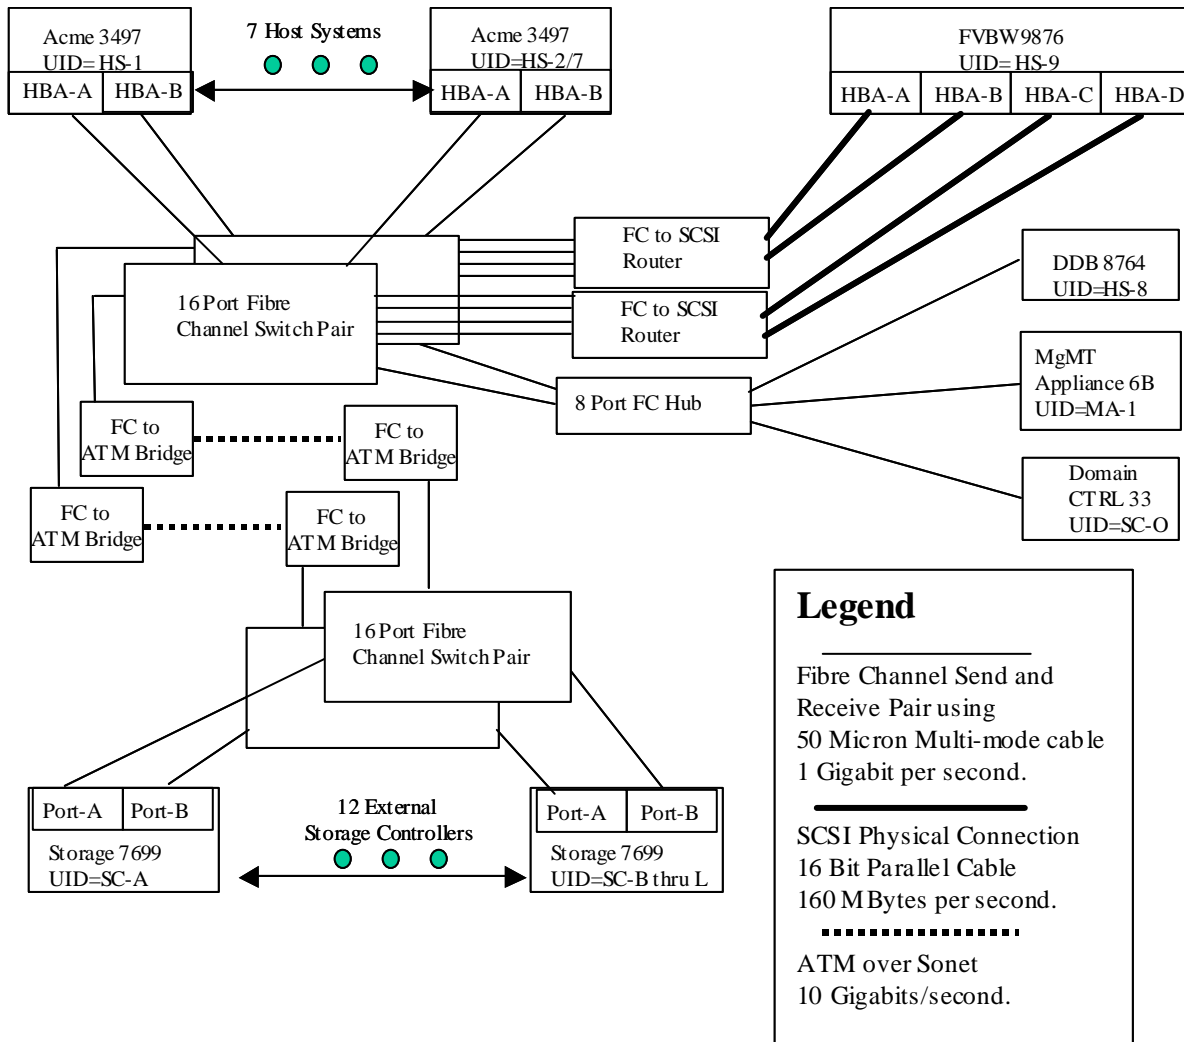 Acme 3497
UID= HS-1
HBA-A
HBA-B
7 Host Systems
Acme 3497
UID=HS-2/7
HBA-A
HBA-B
FVBW9876
UID= HS-9
HBA-A
HBA-B
HBA-C
HBA-D
FC to SCSI
Router
FC to SCSI
Router
16 Port Fibre
Channel Switch Pair
8 Port FC Hub
DDB 8764
UID=HS-8
MgMT
Appliance 6B
UID=MA-1
Domain
CTRL 33
UID=SC-O
FC to
ATM Bridge
FC to
ATM Bridge
FC to
ATM Bridge
FC to
ATM Bridge
16 Port Fibre
Channel Switch Pair
Port-A
Port-B
Storage 7699
UID=SC-A
12 External
Storage Controllers
Port-A
Port-B
Storage 7699
UID=SC-B thru L
Legend
Fibre Channel Send and
Receive Pair using
50 Micron Multi-mode cable
1 Gigabit per second.
SCSI Physical Connection
16 Bit Parallel Cable
160 MBytes per second.
ATM over Sonet
10 Gigabits/second.